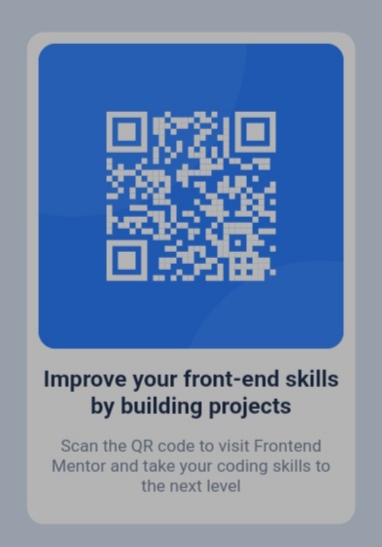 Improve your front-end skills
by building projects
Scan the QR code to visit Frontend
Mentor and take your coding skills to
the next level